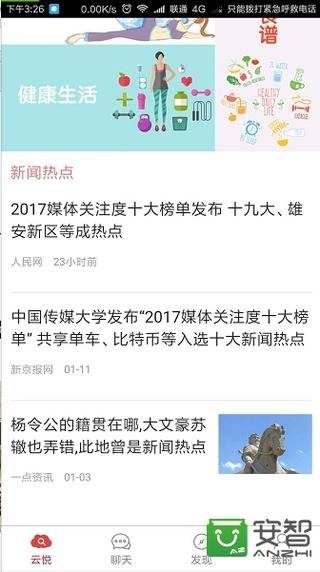 下午3:26 0.00K/s 联通 4G 只能拨打紧急呼救电话
食谱
健康生活
HEALTHY
DAILY
LIFE
新闻热点
2017媒体关注度十大榜单发布 十九大、雄
安新区等成热点
人民网 23小时前
中国传媒大学发布“2017媒体关注度十大榜
单” 共享单车、比特币等入选十大新闻热点
新京报网 01-11
杨令公的籍贯在哪,大文豪苏
辙也弄错,此地曾是新闻热点
一点资讯 01-03
云悦 聊天 发现 我的
AZ 安智
ANZHI